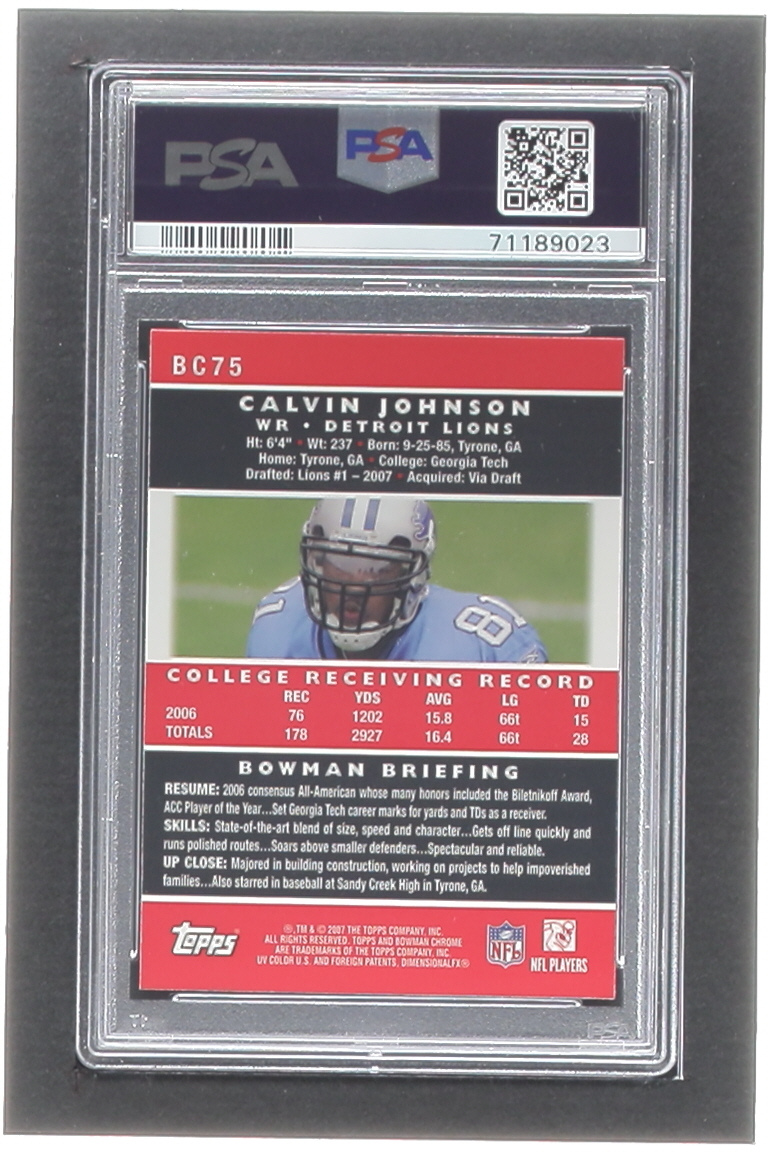 PSA
PSA
71189023
BC75
CALVIN JOHNSON
WR • DETROIT LIONS
Ht: 6'4" • Wt: 237 • Born: 9-25-85, Tyrone, GA
Home: Tyrone, GA • College: Georgia Tech
Drafted: Lions #1 – 2007 • Acquired: Via Draft
81
81
COLLEGE RECEIVING RECORD
REC YDS AVG LG TD
2006 76 1202 15.8 66t 15
TOTALS 178 2927 16.4 66t 28
BOWMAN BRIEFING
RESUME: 2006 consensus All-American whose many honors included the Biletnikoff Award,
ACC Player of the Year...Set Georgia Tech career marks for yards and TDs as a receiver.
SKILLS: State-of-the-art blend of size, speed and character...Gets off line quickly and
runs polished routes...Soars above smaller defenders...Spectacular and reliable.
UP CLOSE: Majored in building construction, working on projects to help impoverished
families...Also starred in baseball at Sandy Creek High in Tyrone, GA.
Topps
®,TM & © 2007 THE TOPPS COMPANY, INC.
ALL RIGHTS RESERVED. TOPPS AND BOWMAN CHROME
ARE TRADEMARKS OF THE TOPPS COMPANY, INC.
UV COLOR U.S. AND FOREIGN PATENTS, DIMENSIONALFX®
NFL
NFL PLAYERS
PSA